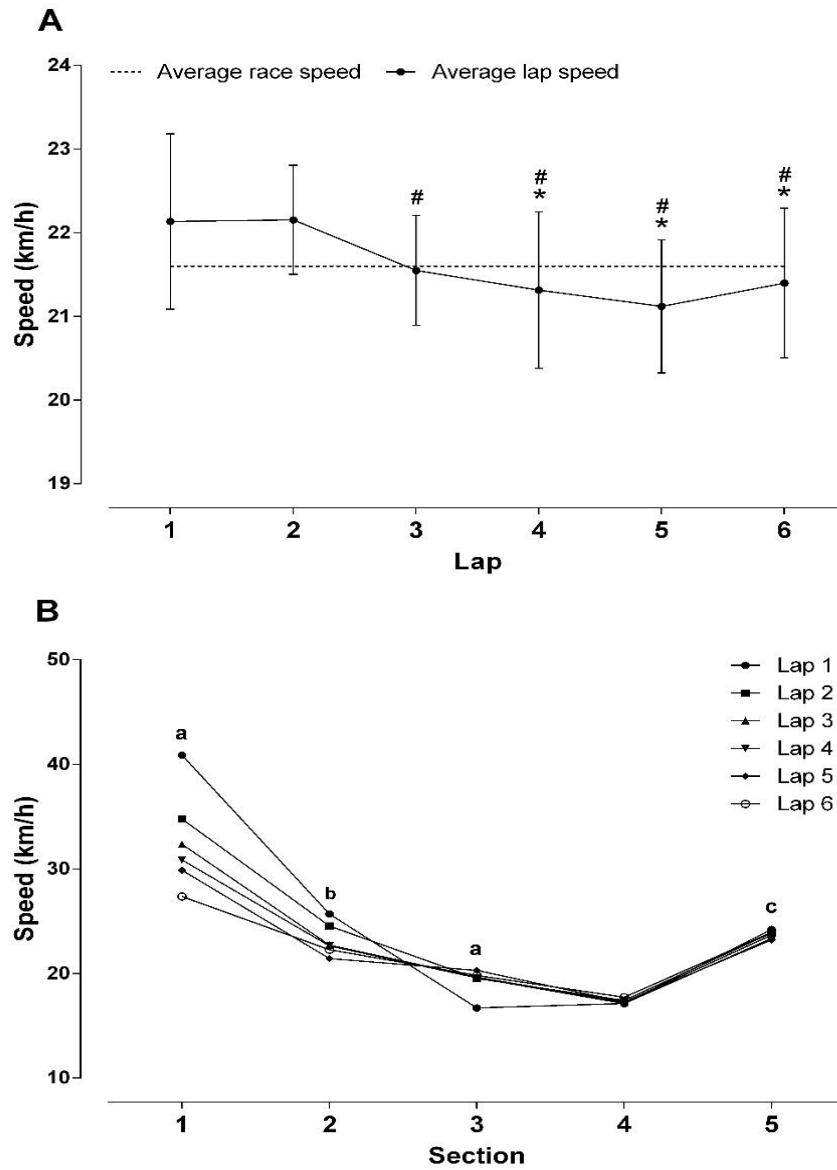 A
Average race speed
Average lap speed
Speed (km/h)
24
23
22
21
20
19
#
#
*
#
*
#
*
1 2 3 4 5 6
Lap
B
Speed (km/h)
50
40
30
20
10
Lap 1
Lap 2
Lap 3
Lap 4
Lap 5
Lap 6
a
b
a
c
1 2 3 4 5
Section